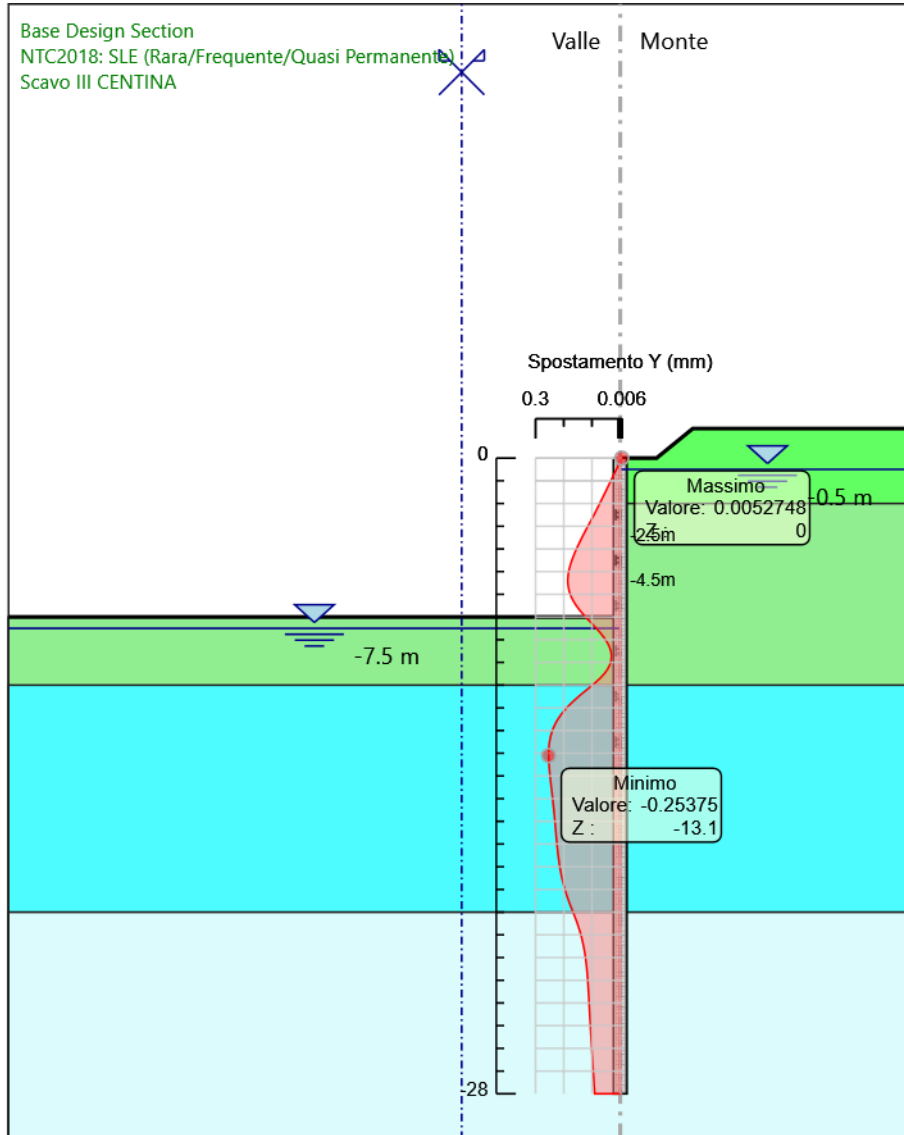 Base Design Section
NTC2018: SLE (Rara/Frequente/Quasi Permanente)
Scavo III CENTINA
Valle
Monte
Spostamento Y (mm)
0.3
0.006
0
Massimo
Valore: 0.0052748
Z : 0
-0.5 m
-2.5m
-4.5m
-7.5 m
Minimo
Valore: -0.25375
Z : -13.1
-28